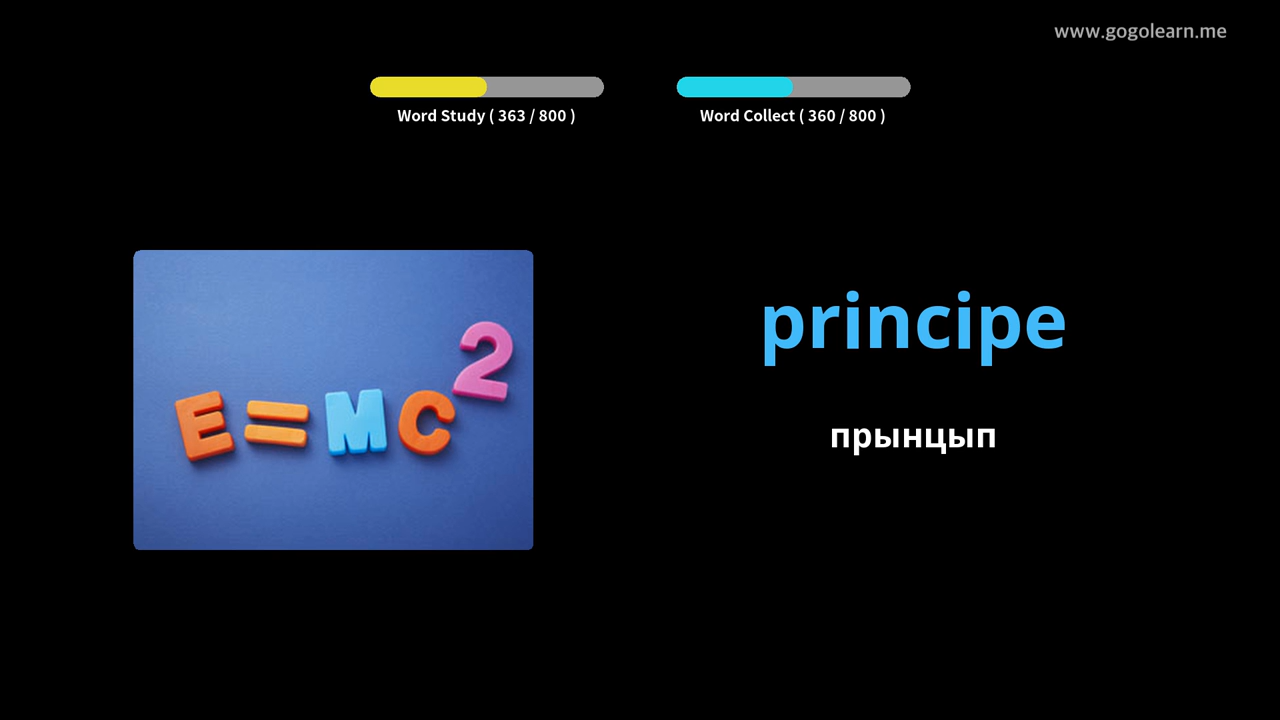 www.gogolearn.me
Word Study ( 363 / 800 )
Word Collect ( 360 / 800 )
E=MC²
principe
прынцып